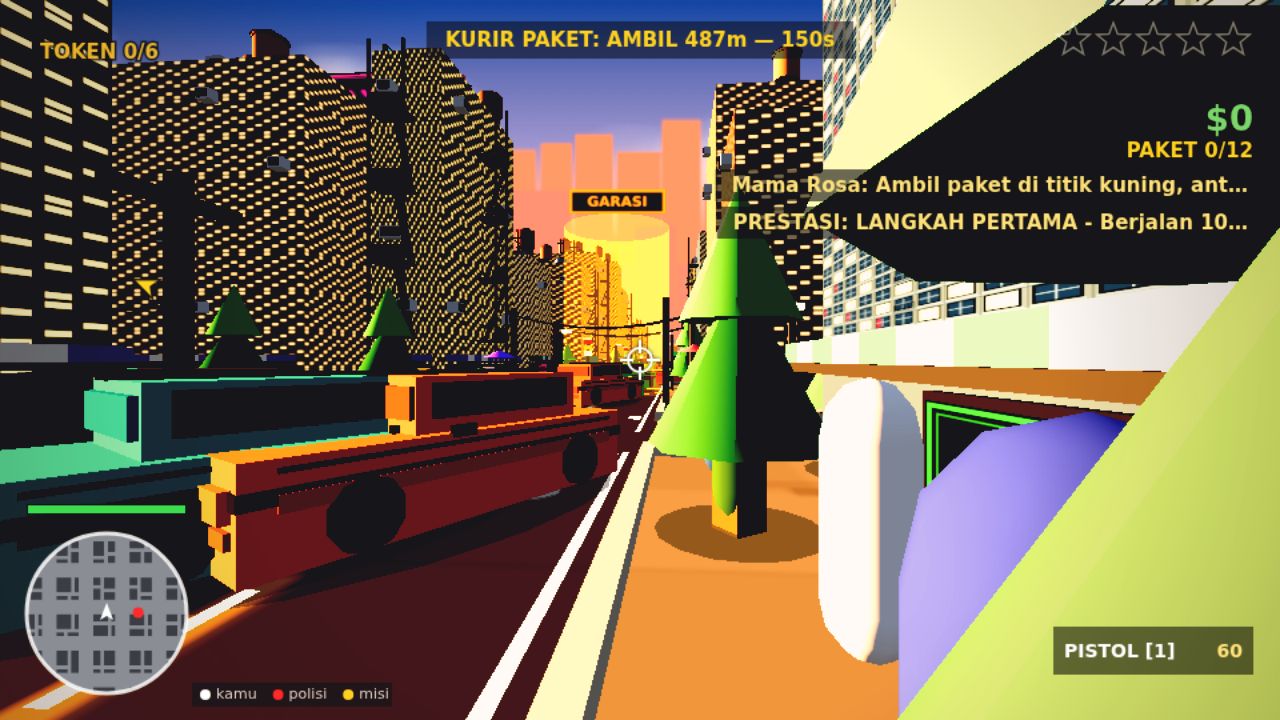 TOKEN 0/6
KURIR PAKET: AMBIL 487m — 150s
$0
PAKET 0/12
Mama Rosa: Ambil paket di titik kuning, ant...
PRESTASI: LANGKAH PERTAMA - Berjalan 10...
GARASI
PISTOL [1] 60
kamu polisi misi